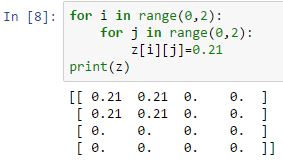 In [8]: for i in range(0,2):
    for j in range(0,2):
        z[i][j]=0.21
print(z)
[[ 0.21  0.21  0.    0.  ]
 [ 0.21  0.21  0.    0.  ]
 [ 0.    0.    0.    0.  ]
 [ 0.    0.    0.    0.  ]]